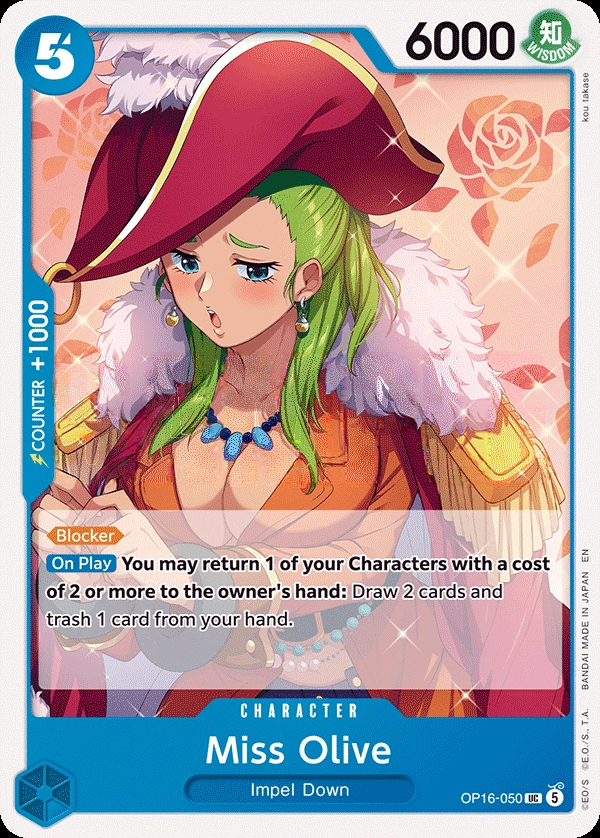 5
6000
知
WISDOM
kou takase
COUNTER +1000
Blocker
On Play You may return 1 of your Characters with a cost
of 2 or more to the owner's hand: Draw 2 cards and
trash 1 card from your hand.
CHARACTER
Miss Olive
Impel Down
OP16-050 UC 5
©EO/S ©E.O./S., T.A. BANDAI MADE IN JAPAN EN